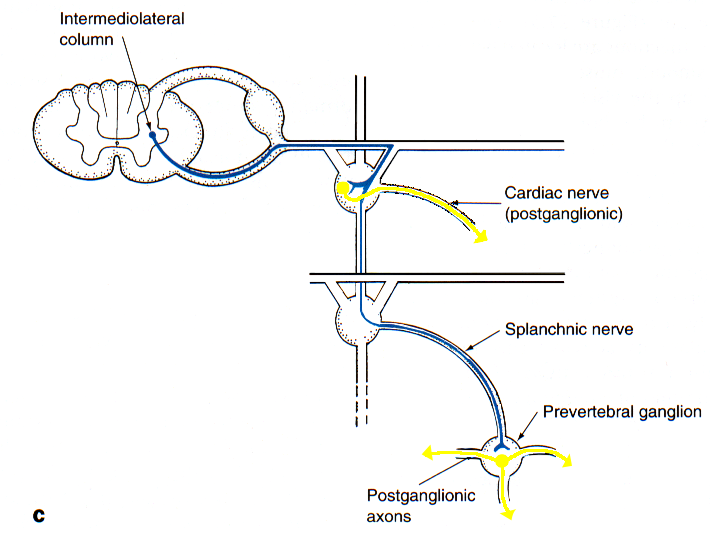 Intermediolateral
column
Cardiac nerve
(postganglionic)
Splanchnic nerve
Prevertebral ganglion
Postganglionic
axons
c